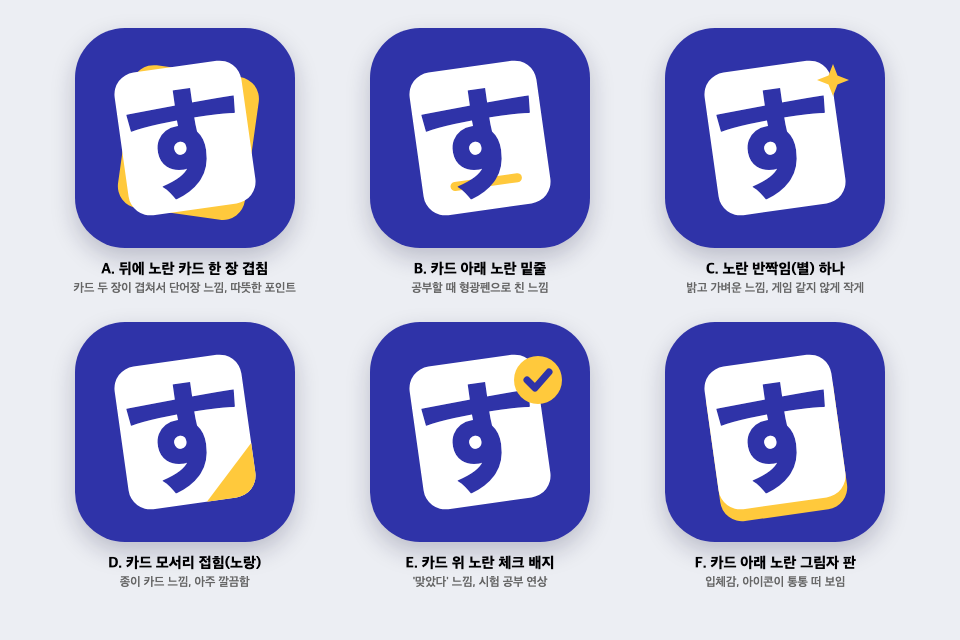 す
す
す
A. 뒤에 노란 카드 한 장 겹침
B. 카드 아래 노란 밑줄
C. 노란 반짝임(별) 하나
카드 두 장이 겹쳐서 단어장 느낌, 따뜻한 포인트
공부할 때 형광펜으로 친 느낌
밝고 가벼운 느낌, 게임 같지 않게 작게
す
す
す
D. 카드 모서리 접힘(노랑)
E. 카드 위 노란 체크 배지
F. 카드 아래 노란 그림자 판
종이 카드 느낌, 아주 깔끔함
'맞았다' 느낌, 시험 공부 연상
입체감, 아이콘이 통통 떠 보임